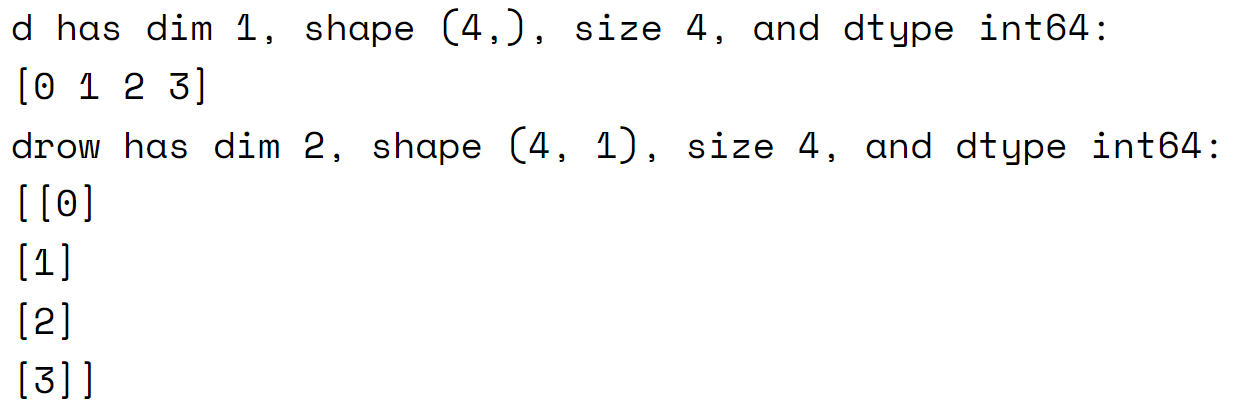 d has dim 1, shape (4,), size 4, and dtype int64:
[0 1 2 3]
drow has dim 2, shape (4, 1), size 4, and dtype int64:
[[0]
[1]
[2]
[3]]